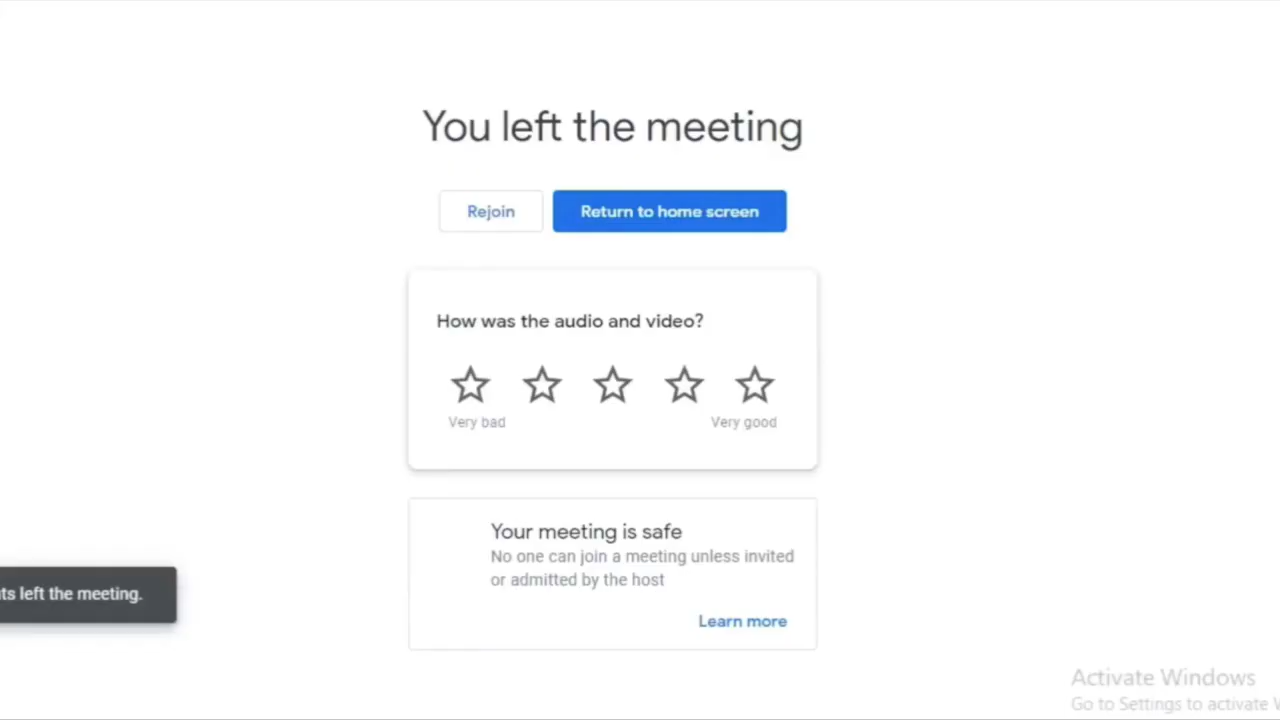 You left the meeting
Rejoin
Return to home screen
How was the audio and video?
Very bad
Very good
Your meeting is safe
No one can join a meeting unless invited
or admitted by the host
ts left the meeting.
Learn more
Activate Windows
Go to Settings to activate W